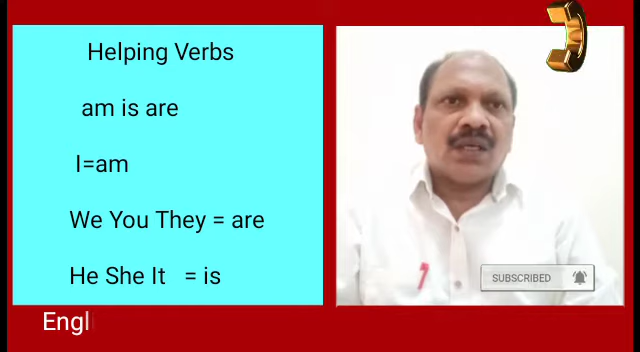 Helping Verbs
am is are
I=am
We You They = are
He She It = is
SUBSCRIBED
Engl